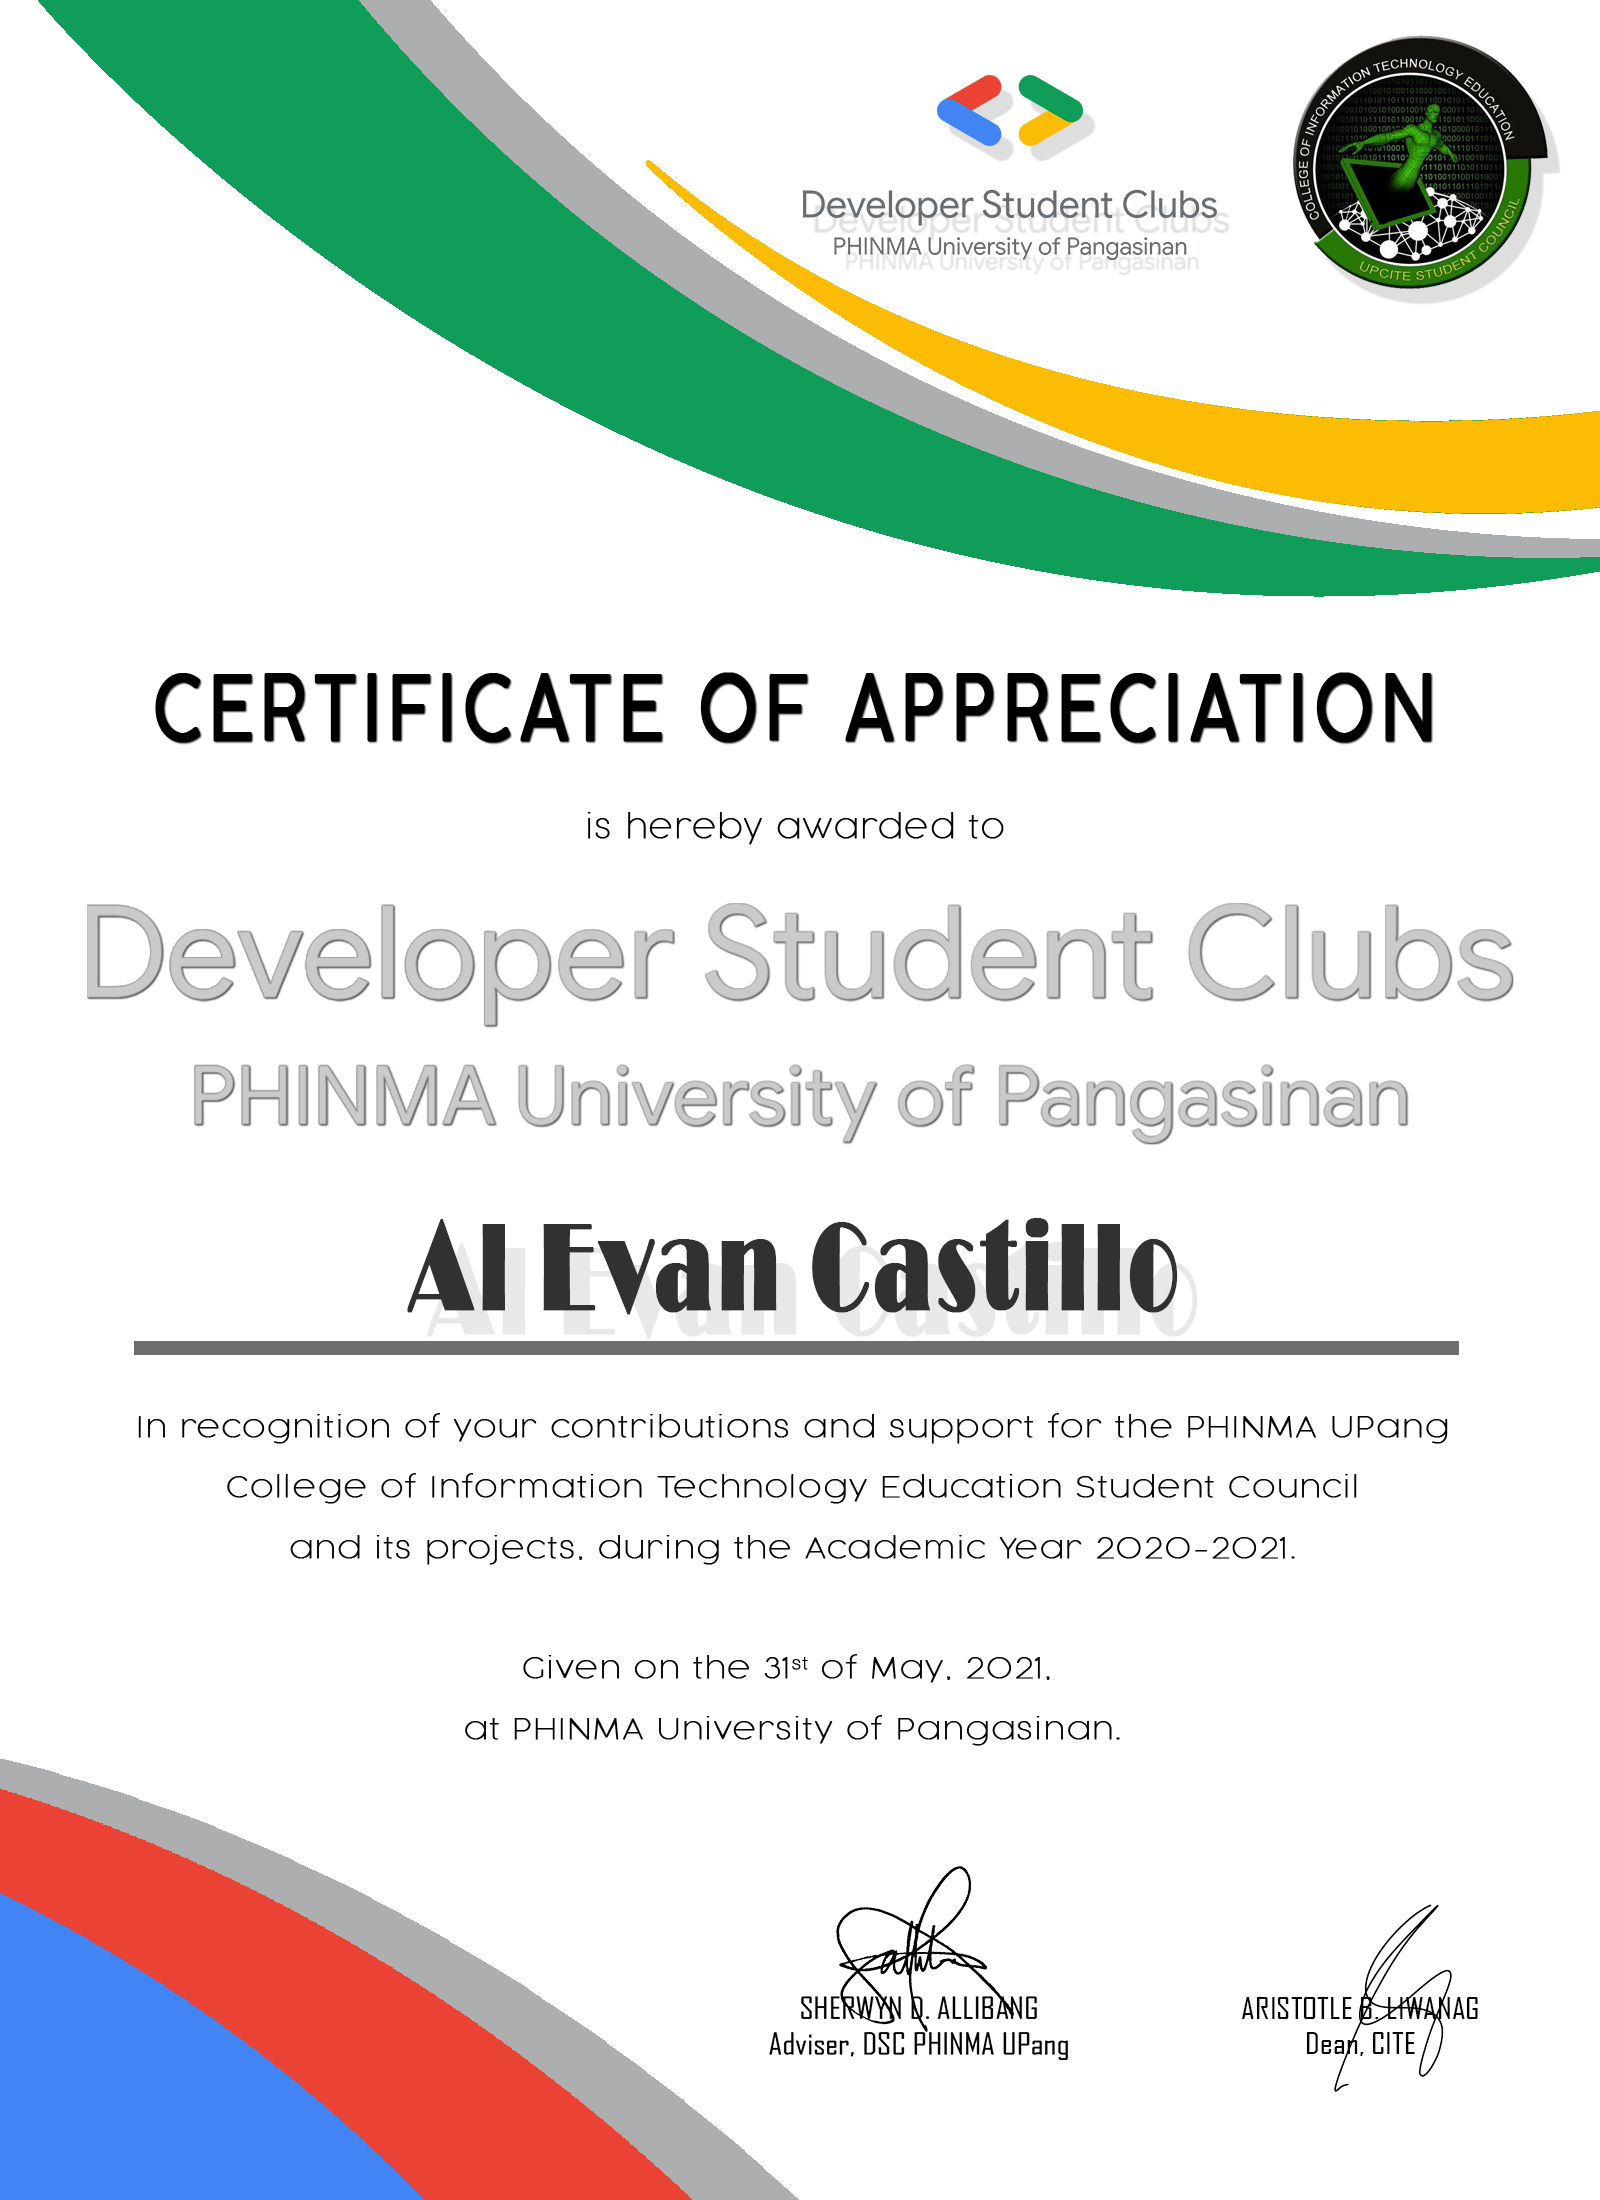 Developer Student Clubs
PHINMA University of Pangasinan
COLLEGE OF INFORMATION TECHNOLOGY EDUCATION
UPCITE STUDENT COUNCIL
CERTIFICATE OF APPRECIATION
is hereby awarded to
Developer Student Clubs
PHINMA University of Pangasinan
Al Evan Castillo
In recognition of your contributions and support for the PHINMA UPang
College of Information Technology Education Student Council
and its projects, during the Academic Year 2020-2021.
Given on the 31st of May, 2021,
at PHINMA University of Pangasinan.
SHERWYN D. ALLIBANG
Adviser, DSC PHINMA UPang
ARISTOTLE B. LIWANAG
Dean, CITE